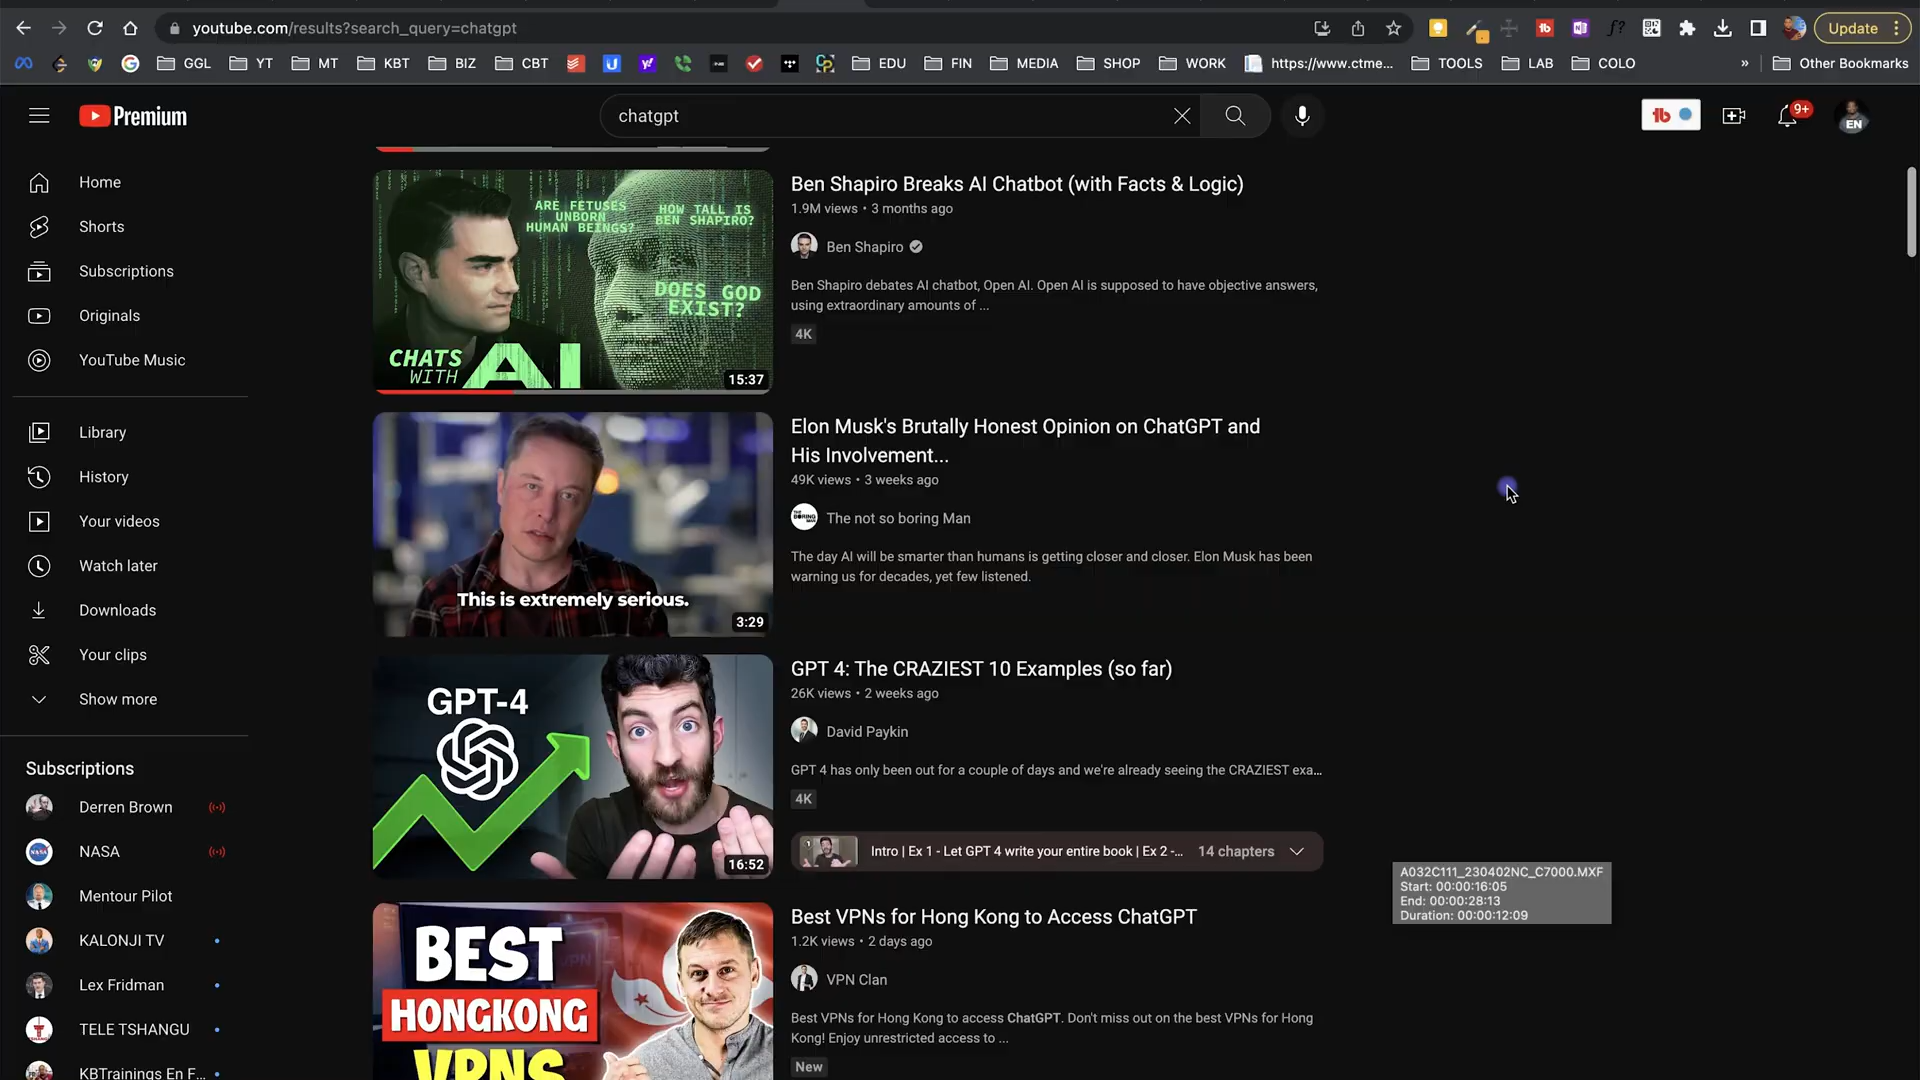 youtube.com/results?search_query=chatgpt
Update
GGL
YT
MT
KBT
BIZ
CBT
EDU
FIN
MEDIA
SHOP
WORK
https://www.ctme...
TOOLS
LAB
COLO
»
Other Bookmarks
Premium
chatgpt
9+
EN
Home
Shorts
Subscriptions
Originals
YouTube Music
Library
History
Your videos
Watch later
Downloads
Your clips
Show more
Subscriptions
Derren Brown
NASA
Mentour Pilot
KALONJI TV
Lex Fridman
TELE TSHANGU
KBTrainings En F...
ARE FETUSES
UNBORN
HUMAN BEINGS?
HOW TALL IS
BEN SHAPIRO?
DOES GOD
EXIST?
CHATS
WITH
AI
15:37
Ben Shapiro Breaks AI Chatbot (with Facts & Logic)
1.9M views • 3 months ago
Ben Shapiro
Ben Shapiro debates AI chatbot, Open AI. Open AI is supposed to have objective answers,
using extraordinary amounts of ...
4K
This is extremely serious.
3:29
Elon Musk's Brutally Honest Opinion on ChatGPT and
His Involvement...
49K views • 3 weeks ago
The not so boring Man
The day AI will be smarter than humans is getting closer and closer. Elon Musk has been
warning us for decades, yet few listened.
GPT-4
16:52
GPT 4: The CRAZIEST 10 Examples (so far)
26K views • 2 weeks ago
David Paykin
GPT 4 has only been out for a couple of days and we're already seeing the CRAZIEST exa...
4K
Intro | Ex 1 - Let GPT 4 write your entire book | Ex 2 -...
14 chapters
A032C111_230402NC_C7000.MXF
Start: 00:00:16:05
End: 00:00:28:13
Duration: 00:00:12:09
BEST
HONGKONG
VPNS
Best VPNs for Hong Kong to Access ChatGPT
1.2K views • 2 days ago
VPN Clan
Best VPNs for Hong Kong to access ChatGPT. Don't miss out on the best VPNs for Hong
Kong! Enjoy unrestricted access to ...
New